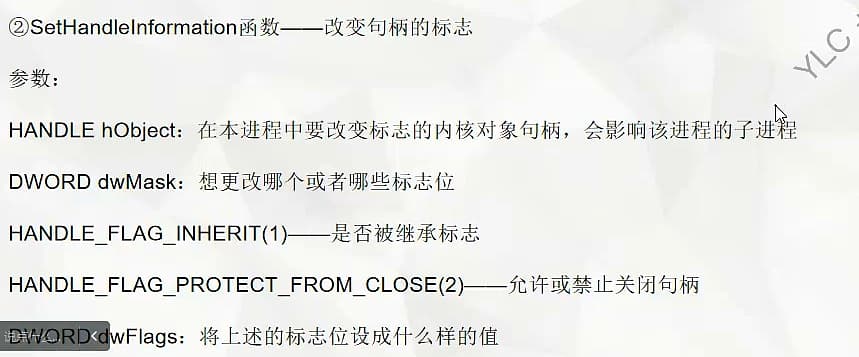 ②SetHandleInformation函数——改变句柄的标志
YLC
参数：
HANDLE hObject：在本进程中要改变标志的内核对象句柄，会影响该进程的子进程
DWORD dwMask：想更改哪个或者哪些标志位
HANDLE_FLAG_INHERIT(1)——是否被继承标志
HANDLE_FLAG_PROTECT_FROM_CLOSE(2)——允许或禁止关闭句柄
DWORD dwFlags：将上述的标志位设成什么样的值